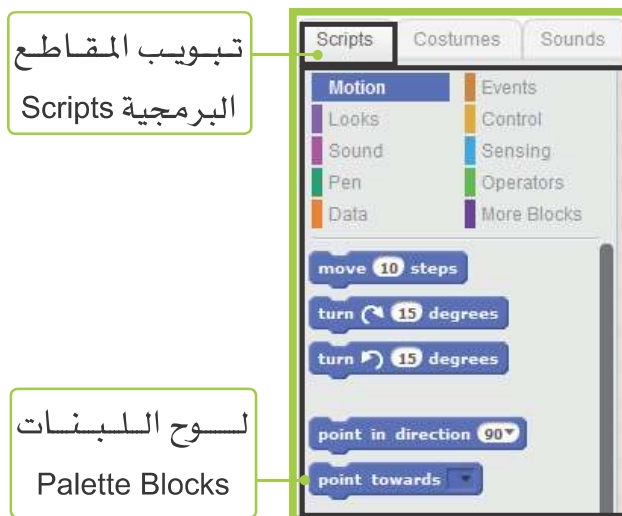 تبويب المقاطع
البرمجية Scripts
Scripts
Costumes
Sounds
Motion
Events
Looks
Control
Sound
Sensing
Pen
Operators
Data
More Blocks
move 10 steps
turn 15 degrees
turn 15 degrees
point in direction 90
point towards
لوح اللبنات
Palette Blocks